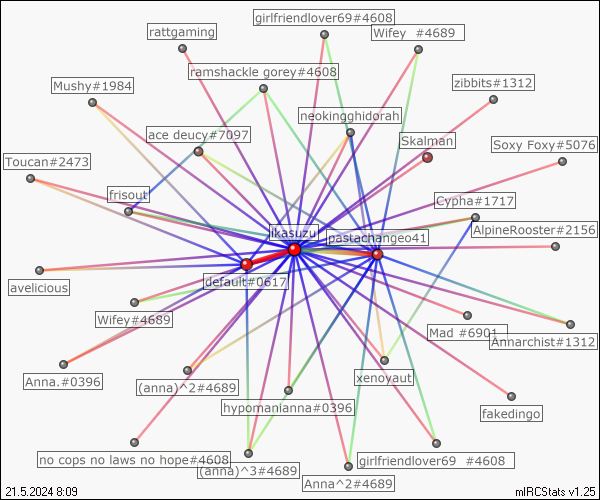 girlfriendlover69#4608
rattgaming
Wifey #4689
ramshackle gorey#4608
Mushy#1984
zibbits#1312
neokingghidorah
ace deucy#7097
Skalman
Soxy Foxy#5076
Toucan#2473
frisout
Cypha#1717
ikasuzu
pastachangeo41
AlpineRooster#2156
default#0617
avelicious
Wifey#4689
Mad #6901
Anmarchist#1312
xenoyaut
Anna.#0396
(anna)^2#4689
hypomanianna#0396
fakedingo
no cops no laws no hope#4608
(anna)^3#4689
girlfriendlover69 #4608
Anna^2#4689
21.5.2024 8:09
mIRCStats v1.25